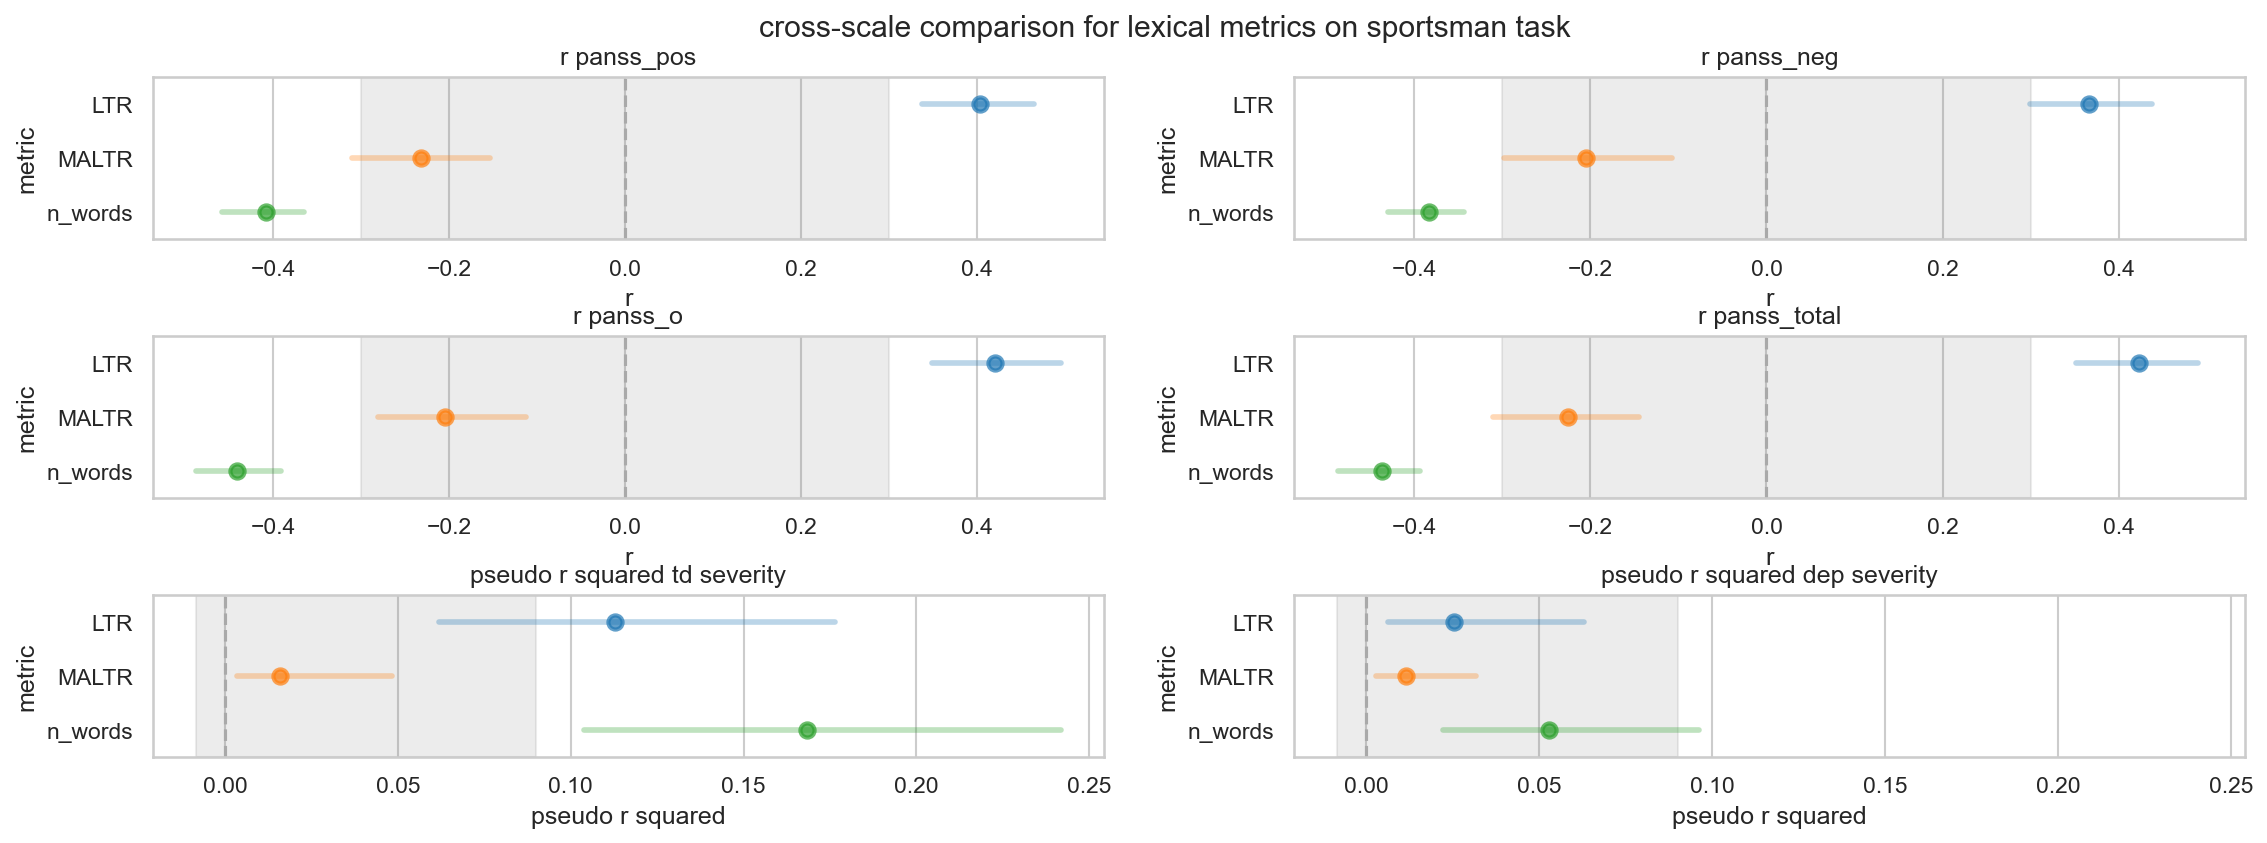 cross-scale comparison for lexical metrics on sportsman task
r panss_pos
metric
LTR
MALTR
n_words
−0.4 −0.2 0.0 0.2 0.4
r
r panss_neg
metric
LTR
MALTR
n_words
−0.4 −0.2 0.0 0.2 0.4
r
r panss_o
metric
LTR
MALTR
n_words
−0.4 −0.2 0.0 0.2 0.4
r
r panss_total
metric
LTR
MALTR
n_words
−0.4 −0.2 0.0 0.2 0.4
r
pseudo r squared td severity
metric
LTR
MALTR
n_words
0.00 0.05 0.10 0.15 0.20 0.25
pseudo r squared
pseudo r squared dep severity
metric
LTR
MALTR
n_words
0.00 0.05 0.10 0.15 0.20 0.25
pseudo r squared